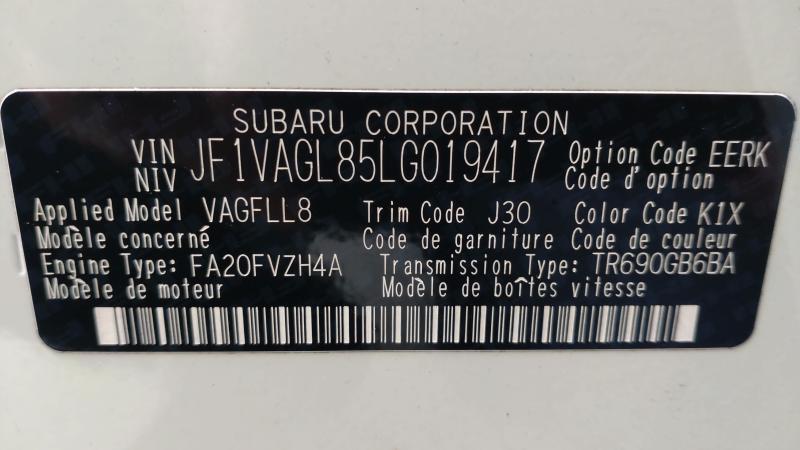 SUBARU CORPORATION
VIN JF1VAGL85LG019417 Option Code EERK
NIV Code d'option
Applied Model VAGFLL8 Trim Code J30 Color Code K1X
Modèle concerné Code de garniture Code de couleur
Engine Type: FA20FVZH4A Transmission Type: TR690GB6BA
Modèle de moteur Modèle de boîtes vitesse